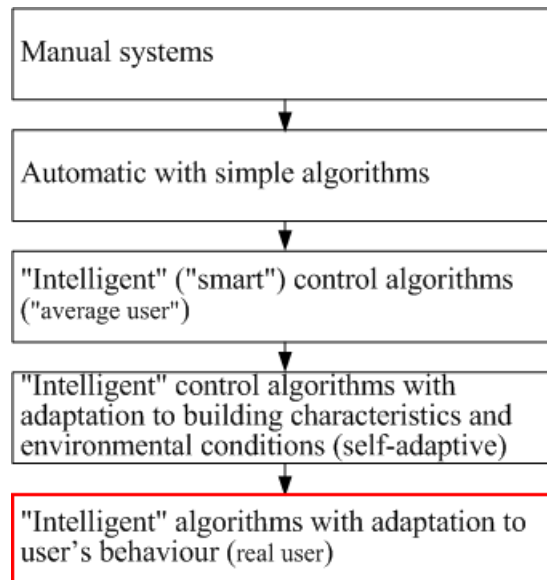 Manual systems
Automatic with simple algorithms
"Intelligent" ("smart") control algorithms
("average user")
"Intelligent" control algorithms with
adaptation to building characteristics and
environmental conditions (self-adaptive)
"Intelligent" algorithms with adaptation to
user's behaviour (real user)